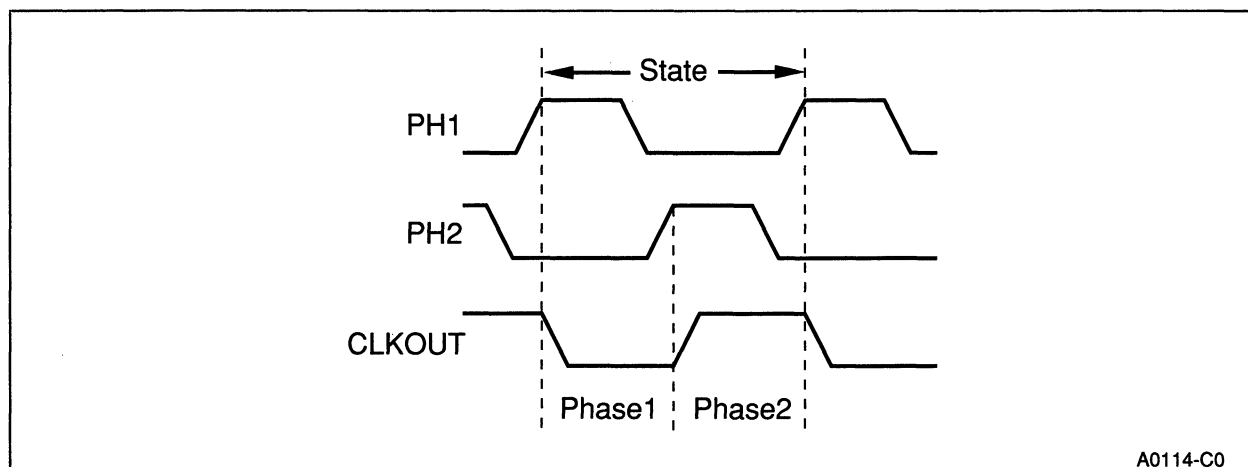 State
PH1
PH2
CLKOUT
Phase1 Phase2
A0114-C0